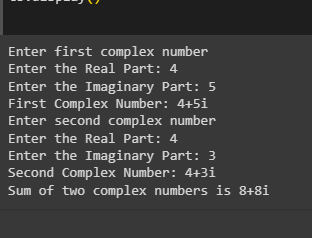 Enter first complex number
Enter the Real Part: 4
Enter the Imaginary Part: 5
First Complex Number: 4+5i
Enter second complex number
Enter the Real Part: 4
Enter the Imaginary Part: 3
Second Complex Number: 4+3i
Sum of two complex numbers is 8+8i